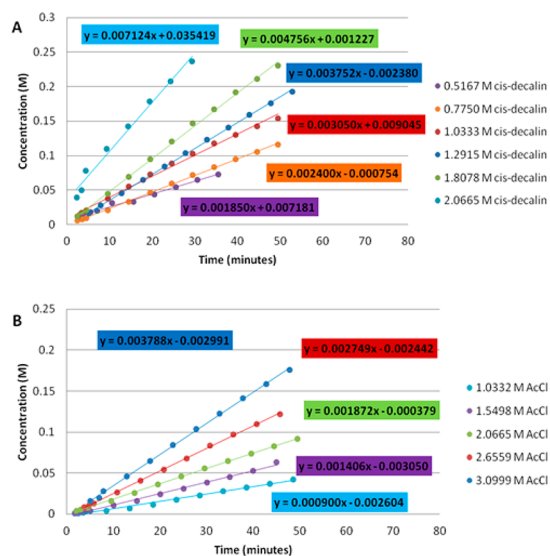 A
0.3
0.25
0.2
0.15
0.1
0.05
0
Concentration (M)
y = 0.007124x + 0.035419
y = 0.004756x + 0.001227
y = 0.003752x - 0.002380
y = 0.003050x + 0.009045
y = 0.002400x - 0.000754
y = 0.001850x + 0.007181
0 10 20 30 40 50 60 70 80
Time (minutes)
0.5167 M cis-decalin
0.7750 M cis-decalin
1.0333 M cis-decalin
1.2915 M cis-decalin
1.8078 M cis-decalin
2.0665 M cis-decalin
B
0.25
0.2
0.15
0.1
0.05
0
Concentration (M)
y = 0.003788x - 0.002991
y = 0.002749x - 0.002442
y = 0.001872x - 0.000379
y = 0.001406x - 0.003050
y = 0.000900x - 0.002604
0 10 20 30 40 50 60 70 80
Time (minutes)
1.0332 M AcCl
1.5498 M AcCl
2.0665 M AcCl
2.6559 M AcCl
3.0999 M AcCl